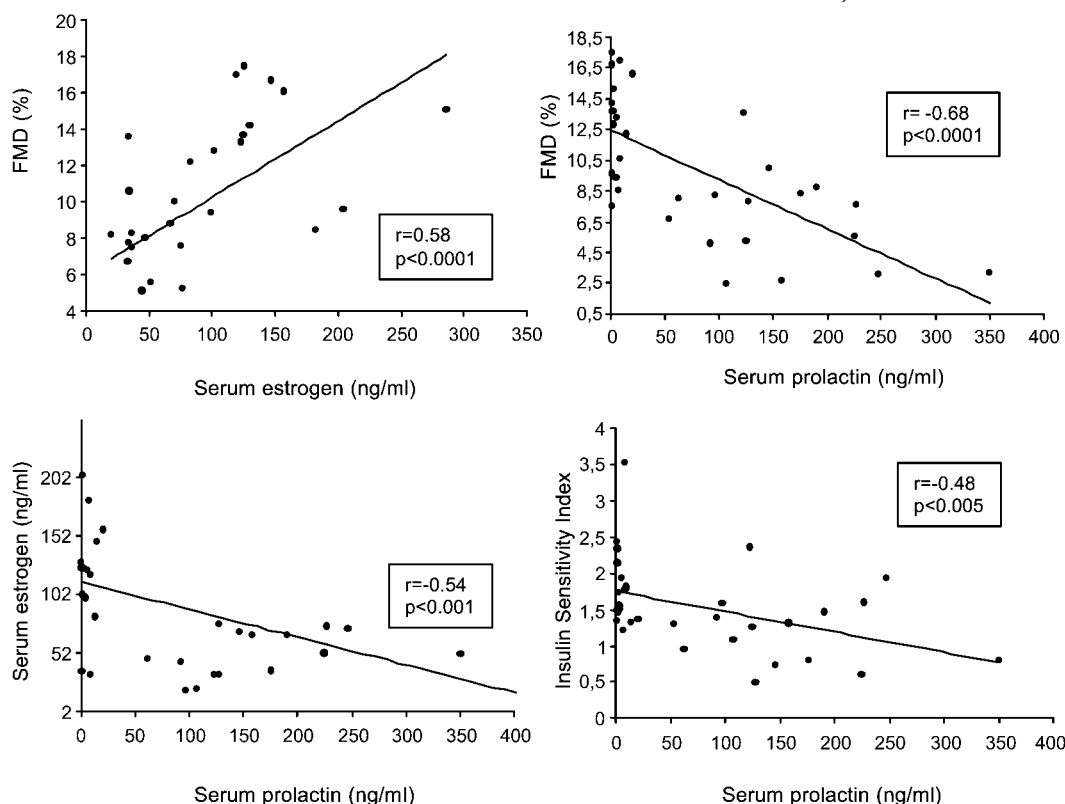 20
18
16
14
12
10
8
6
4
FMD (%)
r=0.58
p<0.0001
0 50 100 150 200 250 300 350
Serum estrogen (ng/ml)
18,5
16,5
14,5
12,5
10,5
8,5
6,5
4,5
2,5
0,5
FMD (%)
r= -0.68
p<0.0001
0 50 100 150 200 250 300 350 400
Serum prolactin (ng/ml)
202
152
102
52
2
Serum estrogen (ng/ml)
r=-0.54
p<0.001
0 50 100 150 200 250 300 350 400
Serum prolactin (ng/ml)
4
3,5
3
2,5
2
1,5
1
0,5
0
Insulin Sensitivity Index
r=-0.48
p<0.005
0 50 100 150 200 250 300 350 400
Serum prolactin (ng/ml)